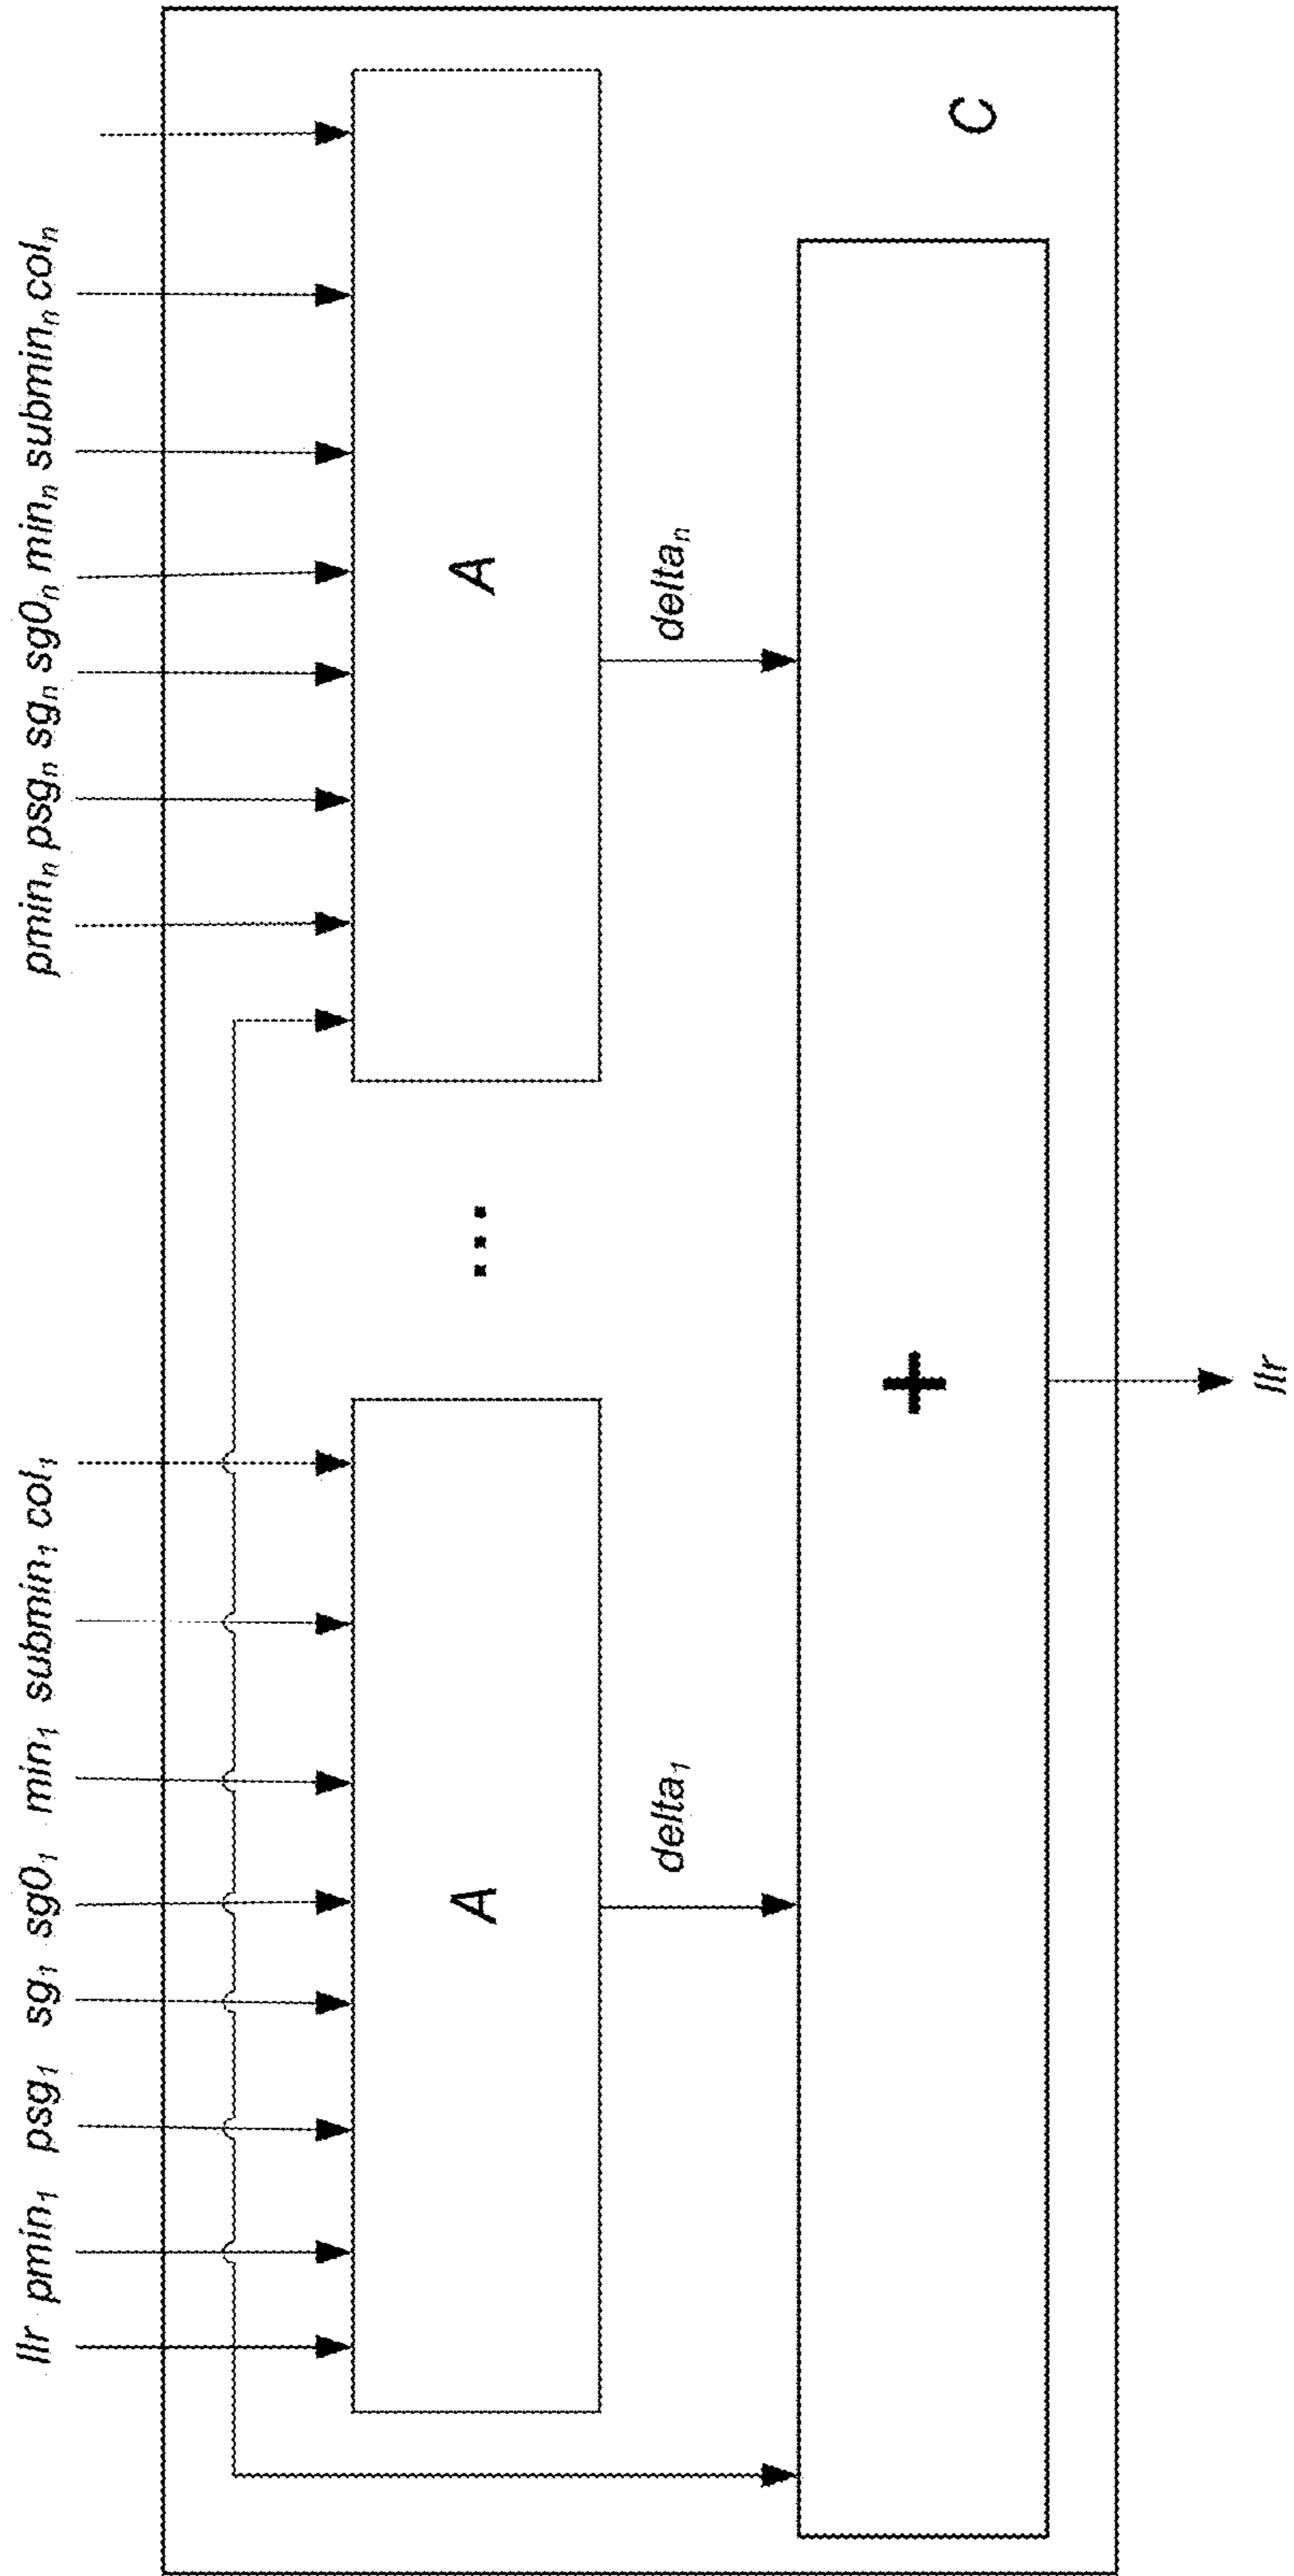 llr pmin₁ psg₁ sg₁ sg0₁ min₁ submin₁ col₁
pminₙ psgₙ sgₙ sg0ₙ minₙ subminₙ colₙ
A
...
A
delta₁
deltaₙ
+
C
llr